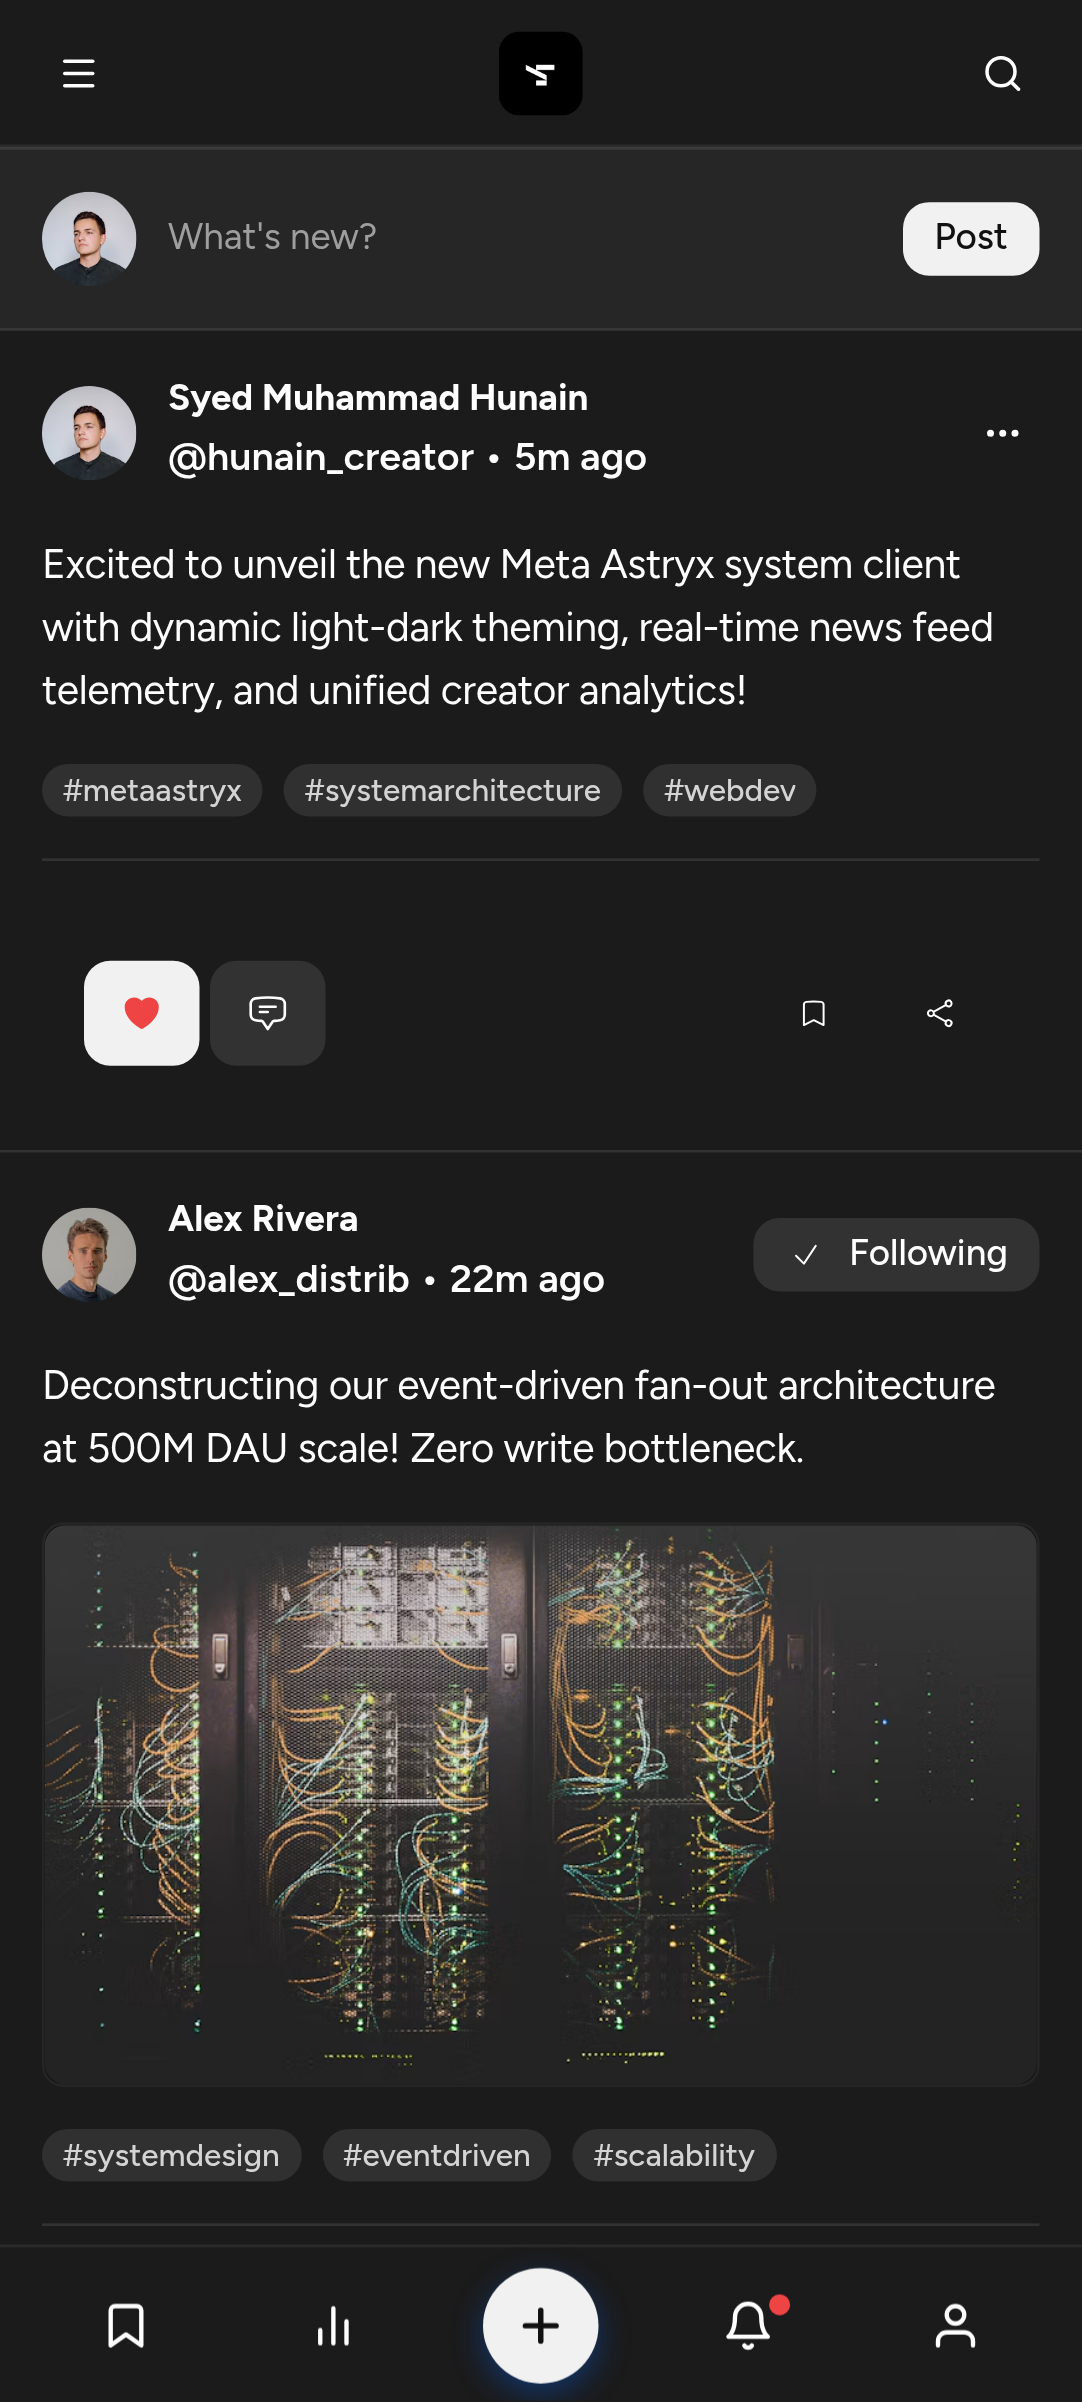 What's new?
Post
Syed Muhammad Hunain
@hunain_creator • 5m ago
Excited to unveil the new Meta Astryx system client
with dynamic light-dark theming, real-time news feed
telemetry, and unified creator analytics!
#metaastryx #systemarchitecture #webdev
Alex Rivera
@alex_distrib • 22m ago
Following
Deconstructing our event-driven fan-out architecture
at 500M DAU scale! Zero write bottleneck.
#systemdesign #eventdriven #scalability